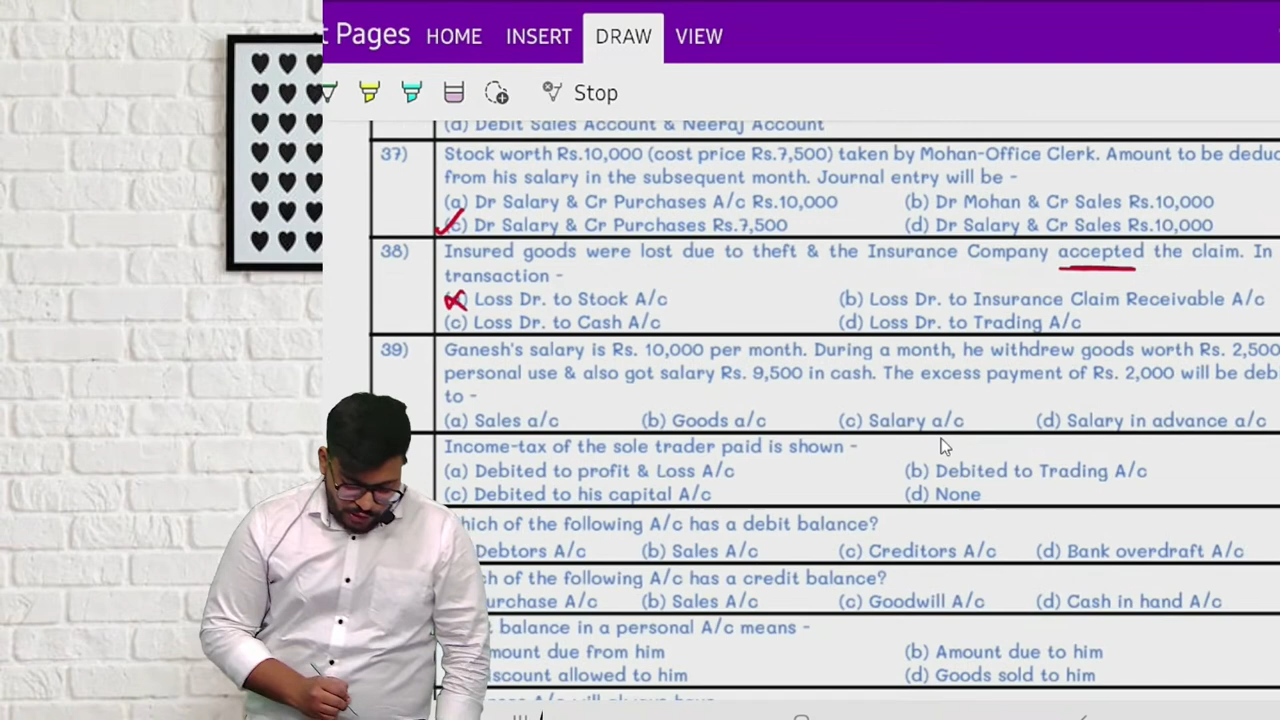 t Pages HOME INSERT DRAW VIEW
Stop
(d) Debit Sales Account & Neeraj Account
37) Stock worth Rs.10,000 (cost price Rs.7,500) taken by Mohan-Office Clerk. Amount to be deduc
from his salary in the subsequent month. Journal entry will be -
(a) Dr Salary & Cr Purchases A/c Rs.10,000 (b) Dr Mohan & Cr Sales Rs.10,000
(c) Dr Salary & Cr Purchases Rs.7,500 (d) Dr Salary & Cr Sales Rs.10,000
38) Insured goods were lost due to theft & the Insurance Company accepted the claim. In
transaction -
(a) Loss Dr. to Stock A/c (b) Loss Dr. to Insurance Claim Receivable A/c
(c) Loss Dr. to Cash A/c (d) Loss Dr. to Trading A/c
39) Ganesh's salary is Rs. 10,000 per month. During a month, he withdrew goods worth Rs. 2,500
personal use & also got salary Rs. 9,500 in cash. The excess payment of Rs. 2,000 will be deb
to -
(a) Sales a/c (b) Goods a/c (c) Salary a/c (d) Salary in advance a/c
Income-tax of the sole trader paid is shown -
(a) Debited to profit & Loss A/c (b) Debited to Trading A/c
(c) Debited to his capital A/c (d) None
hich of the following A/c has a debit balance?
Debtors A/c (b) Sales A/c (c) Creditors A/c (d) Bank overdraft A/c
ch of the following A/c has a credit balance?
urchase A/c (b) Sales A/c (c) Goodwill A/c (d) Cash in hand A/c
t balance in a personal A/c means -
mount due from him (b) Amount due to him
iscount allowed to him (d) Goods sold to him
A/c will always have